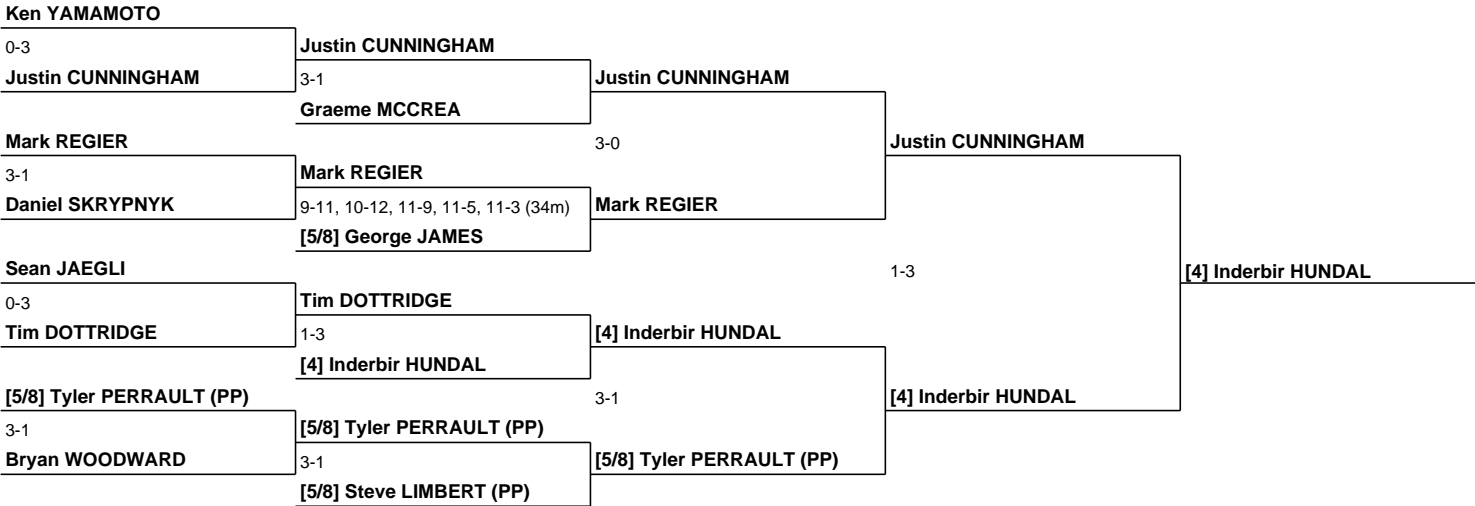 Ken YAMAMOTO
0-3
Justin CUNNINGHAM
Justin CUNNINGHAM
3-1
Justin CUNNINGHAM
Graeme MCCREA
Mark REGIER
3-0
Justin CUNNINGHAM
3-1
Mark REGIER
Daniel SKRYPNYK
9-11, 10-12, 11-9, 11-5, 11-3 (34m)
Mark REGIER
[5/8] George JAMES
Sean JAEGLI
1-3
[4] Inderbir HUNDAL
0-3
Tim DOTTRIDGE
Tim DOTTRIDGE
1-3
[4] Inderbir HUNDAL
[4] Inderbir HUNDAL
[5/8] Tyler PERRAULT (PP)
3-1
[4] Inderbir HUNDAL
3-1
[5/8] Tyler PERRAULT (PP)
Bryan WOODWARD
3-1
[5/8] Tyler PERRAULT (PP)
[5/8] Steve LIMBERT (PP)